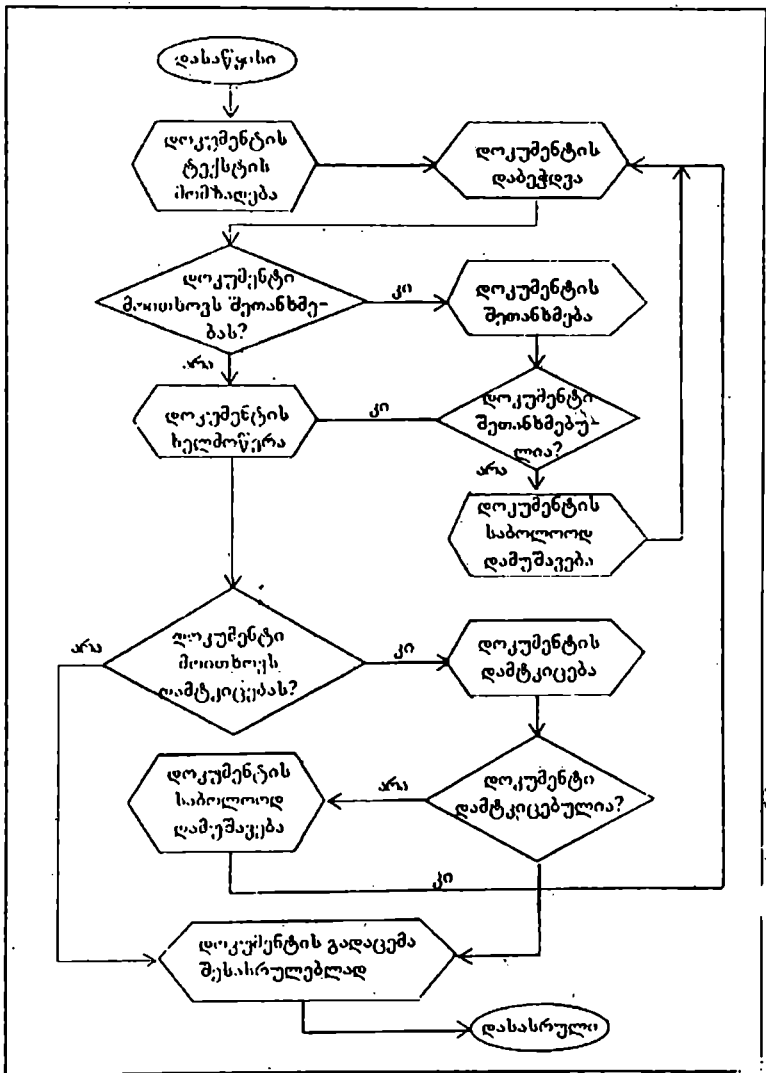 დასაწყისი
დოკუმენტის
ტექსტის
მომზადება
დოკუმენტის
დაბეჭდვა
დოკუმენტი
მოითხოვს შეთანხმე-
ბას?
კი
დოკუმენტის
შეთანხმება
არა
დოკუმენტის
ხელმოწერა
კი
დოკუმენტი
შეთანხმებუ-
ლია?
არა
დოკუმენტის
საბოლოოდ
დამუშავება
არა
დოკუმენტი
მოითხოვს
დამტკიცებას?
კი
დოკუმენტის
დამტკიცება
დოკუმენტის
საბოლოოდ
დამუშავება
არა
დოკუმენტი
დამტკიცებულია?
კი
დოკუმენტის გადაცემა
შესასრულებლად
დასასრული